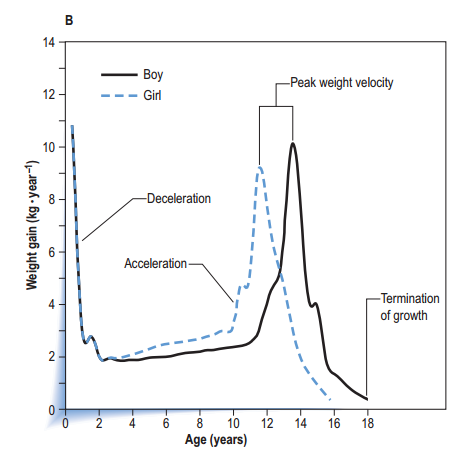 B
14
12
10
8
6
4
2
0
Weight gain (kg · year⁻¹)
Boy
Girl
Peak weight velocity
Deceleration
Acceleration
Termination
of growth
0 2 4 6 8 10 12 14 16 18
Age (years)